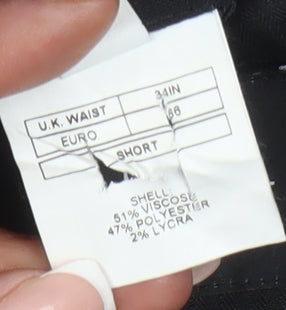 U.K. WAIST 34IN
EURO 86
SHORT
SHELL:
51% VISCOSE
47% POLYESTER
2% LYCRA